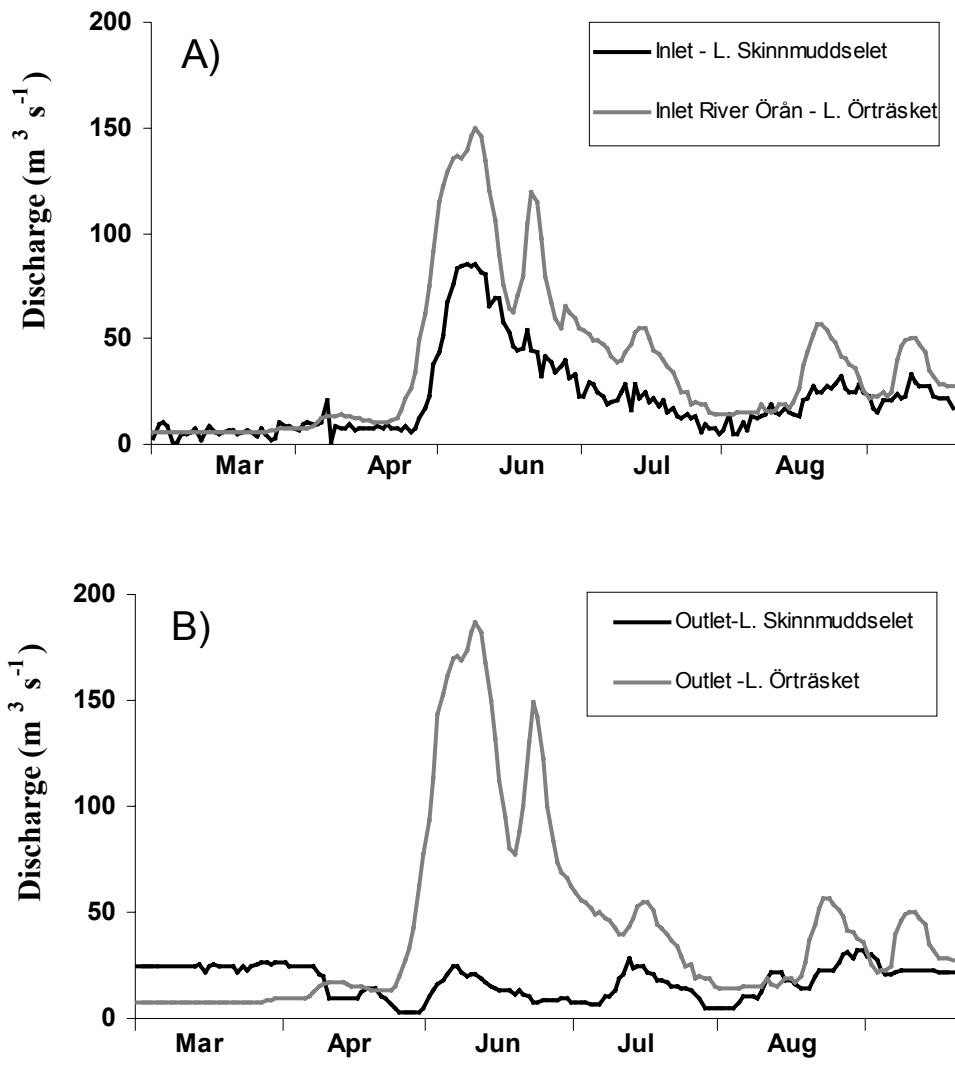 A)
Inlet - L. Skinnmuddselet
Inlet River Örån - L. Örträsket
Discharge (m 3 s-1)
200
150
100
50
0
Mar Apr Jun Jul Aug
B)
Outlet-L. Skinnmuddselet
Outlet -L. Örträsket
Discharge (m 3 s-1)
200
150
100
50
0
Mar Apr Jun Jul Aug